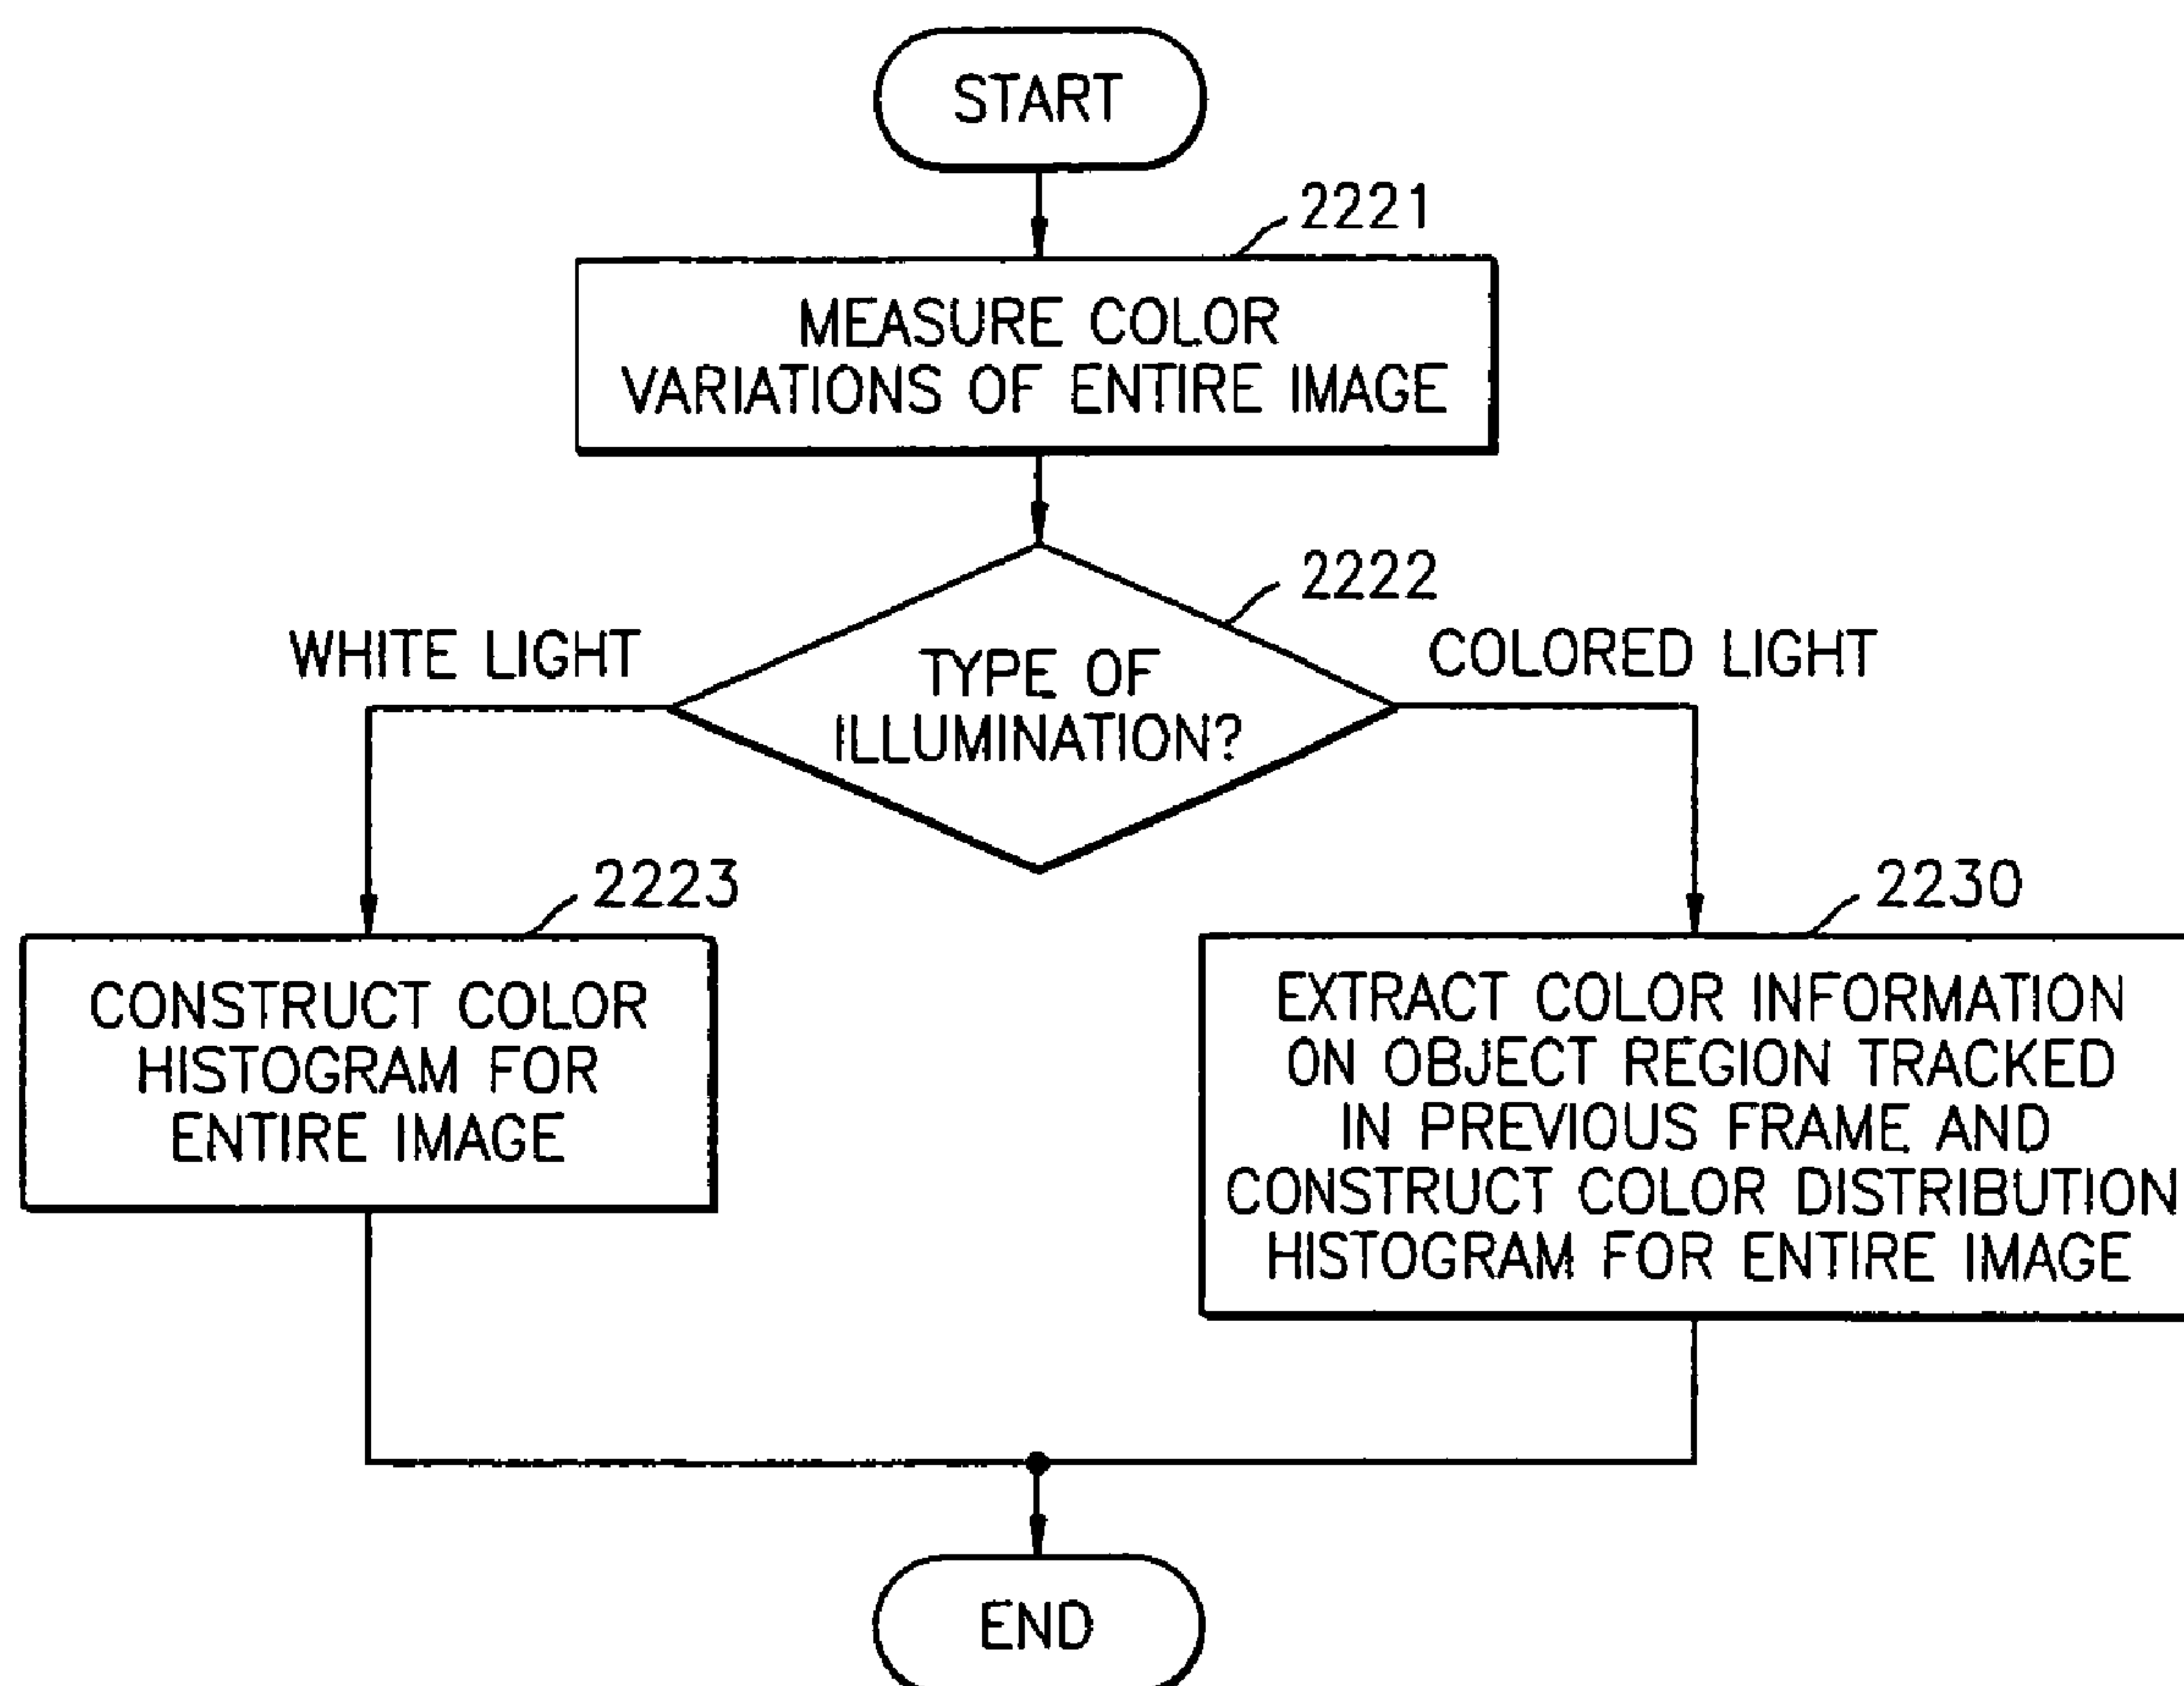 START
2221
MEASURE COLOR
VARIATIONS OF ENTIRE IMAGE
2222
WHITE LIGHT
TYPE OF
ILLUMINATION?
COLORED LIGHT
2223
CONSTRUCT COLOR
HISTOGRAM FOR
ENTIRE IMAGE
2230
EXTRACT COLOR INFORMATION
ON OBJECT REGION TRACKED
IN PREVIOUS FRAME AND
CONSTRUCT COLOR DISTRIBUTION
HISTOGRAM FOR ENTIRE IMAGE
END